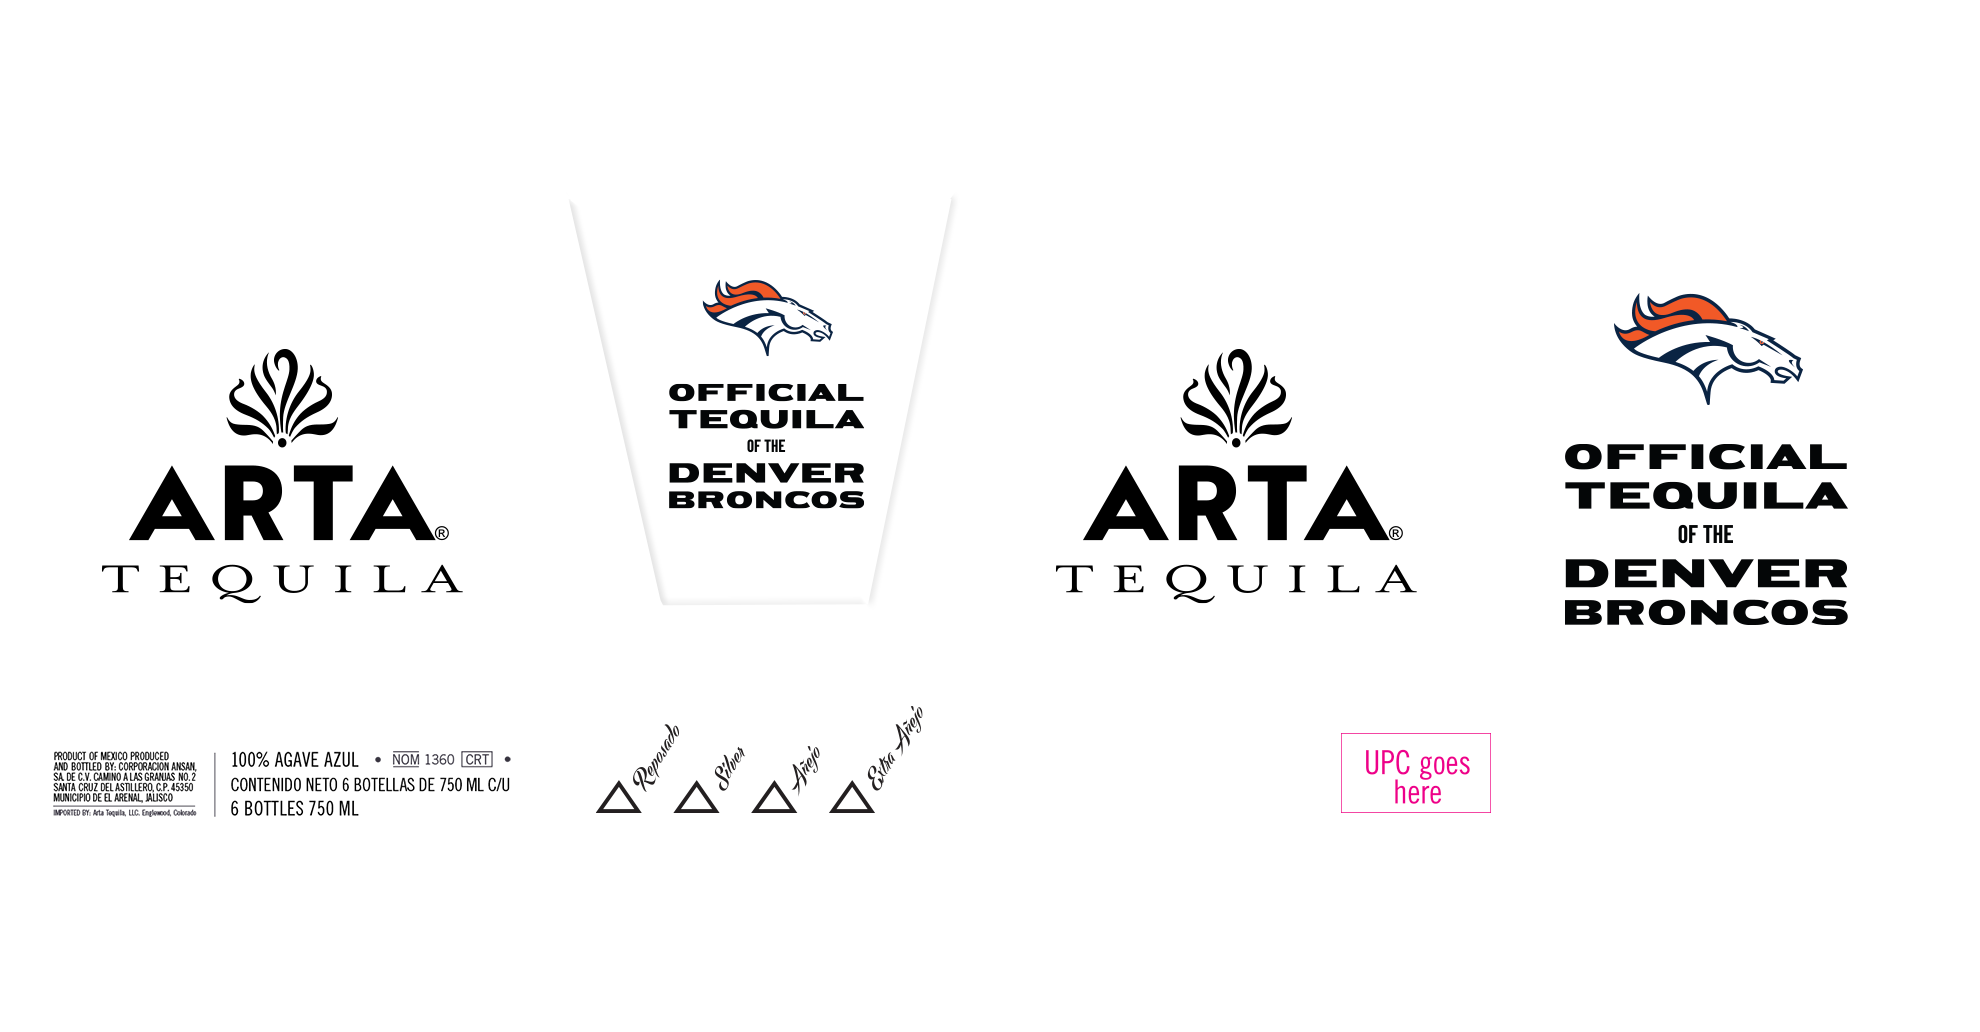 ARTA®
TEQUILA
PRODUCT OF MEXICO PRODUCED
AND BOTTLED BY: CORPORACION ANSAN,
SA. DE C.V. CAMINO A LAS GRANJAS NO. 2
SANTA CRUZ DEL ASTILLERO, C.P. 45350
MUNICIPIO DE EL ARENAL, JALISCO
IMPORTED BY: Arta Tequila, LLC. Englewood, Colorado
100% AGAVE AZUL • NOM 1360 CRT •
CONTENIDO NETO 6 BOTELLAS DE 750 ML C/U
6 BOTTLES 750 ML
OFFICIAL
TEQUILA
OF THE
DENVER
BRONCOS
Reposado
Silver
Añejo
Extra Añejo
ARTA®
TEQUILA
UPC goes
here
OFFICIAL
TEQUILA
OF THE
DENVER
BRONCOS